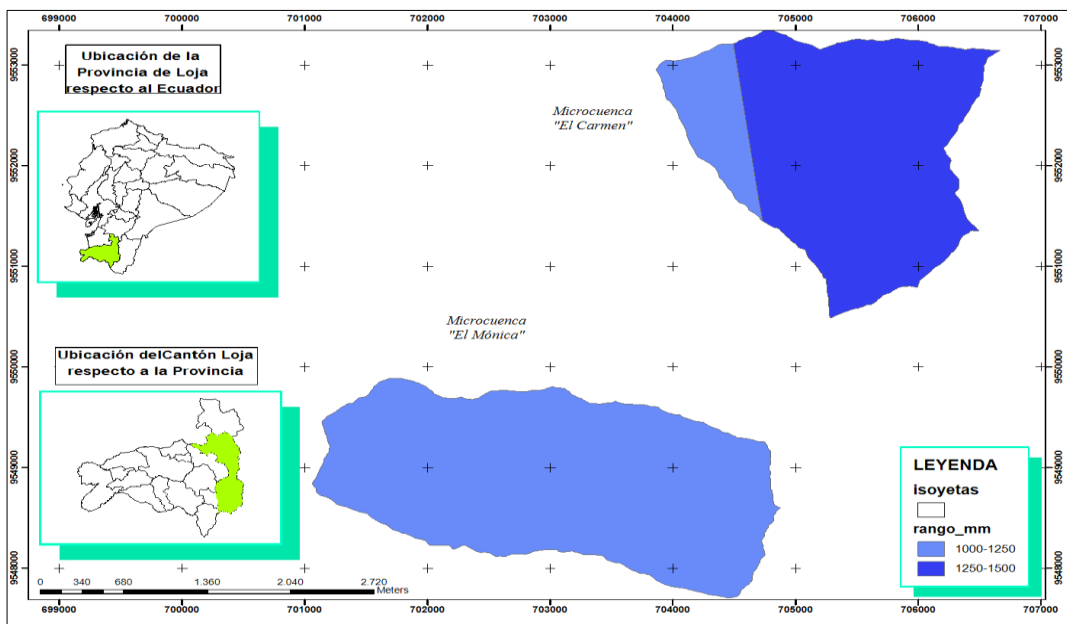 699000 700000 701000 702000 703000 704000 705000 706000 707000
Ubicación de la
Provincia de Loja
respecto al Ecuador
Microcuenca
"El Carmen"
Microcuenca
"El Mónica"
Ubicación delCantón Loja
respecto a la Provincia
LEYENDA
isoyetas
rango_mm
1000-1250
1250-1500
0 340 680 1.360 2.040 2.720
Meters
9553000
9552000
9551000
9550000
9549000
9548000
9553000
9552000
9551000
9550000
9549000
9548000
699000 700000 701000 702000 703000 704000 705000 706000 707000